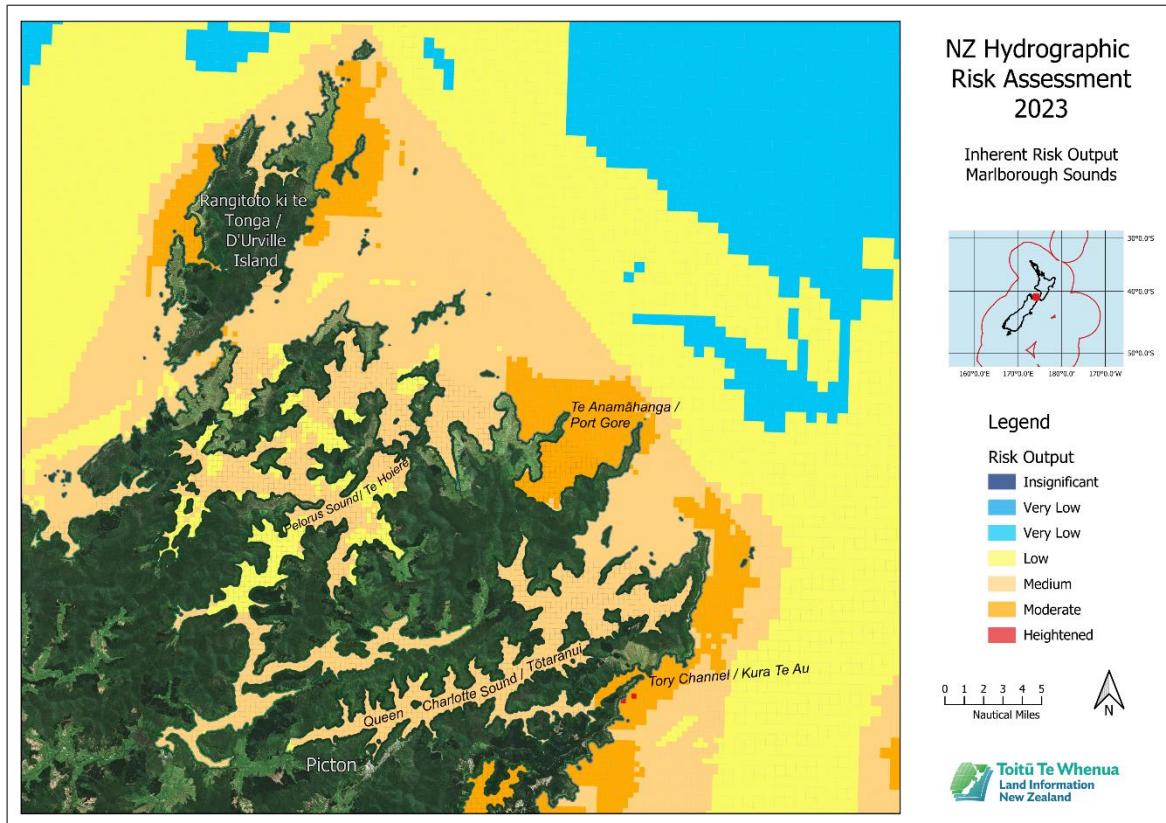 NZ Hydrographic
Risk Assessment
2023
Inherent Risk Output
Marlborough Sounds
30°0.0'S
40°0.0'S
50°0.0'S
160°0.0'E
170°0.0'E
180°0.0'
170°0.0'W
Legend
Risk Output
Insignificant
Very Low
Very Low
Low
Medium
Moderate
Heightened
0 1 2 3 4 5
Nautical Miles
N
Toitū Te Whenua
Land Information
New Zealand
Rangitoto ki te
Tonga /
D'Urville
Island
Te Anamāhanga /
Port Gore
Pelorus Sound/ Te Hoiere
Queen Charlotte Sound / Tōtaranui
Tory Channel / Kura Te Au
Picton